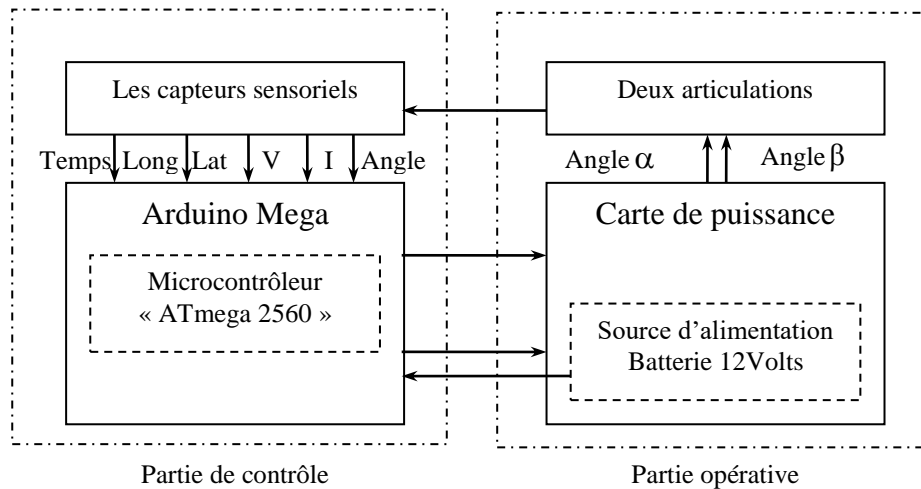 Les capteurs sensoriels
Deux articulations
Temps Long Lat V I Angle
Angle α Angle β
Arduino Mega
Carte de puissance
Microcontrôleur
« ATmega 2560 »
Source d’alimentation
Batterie 12Volts
Partie de contrôle
Partie opérative